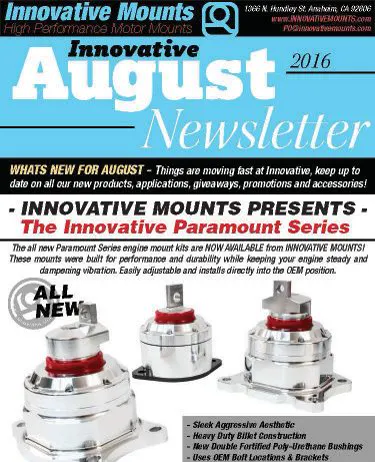 Innovative Mounts
High Performance Motor Mounts
1366 N. Hundley St. Anaheim, CA 92806
www.INNOVATIVEMOUNTS.com
PO@innovativemounts.com
Innovative
August
2016
Newsletter
WHATS NEW FOR AUGUST - Things are moving fast at Innovative, keep up to
date on all our new products, applications, giveaways, promotions and accessories!
- INNOVATIVE MOUNTS PRESENTS -
The Innovative Paramount Series
The all new Paramount Series engine mount kits are NOW AVAILABLE from INNOVATIVE MOUNTS!
These mounts were built for performance and durability while keeping your engine steady and
dampening vibration. Easily adjustable and installs directly into the OEM position.
ALL
NEW
- Sleek Aggressive Aesthetic
- Heavy Duty Billet Construction
- New Double Fortified Poly-Urethane Bushings
- Uses OEM Bolt Locations & Brackets